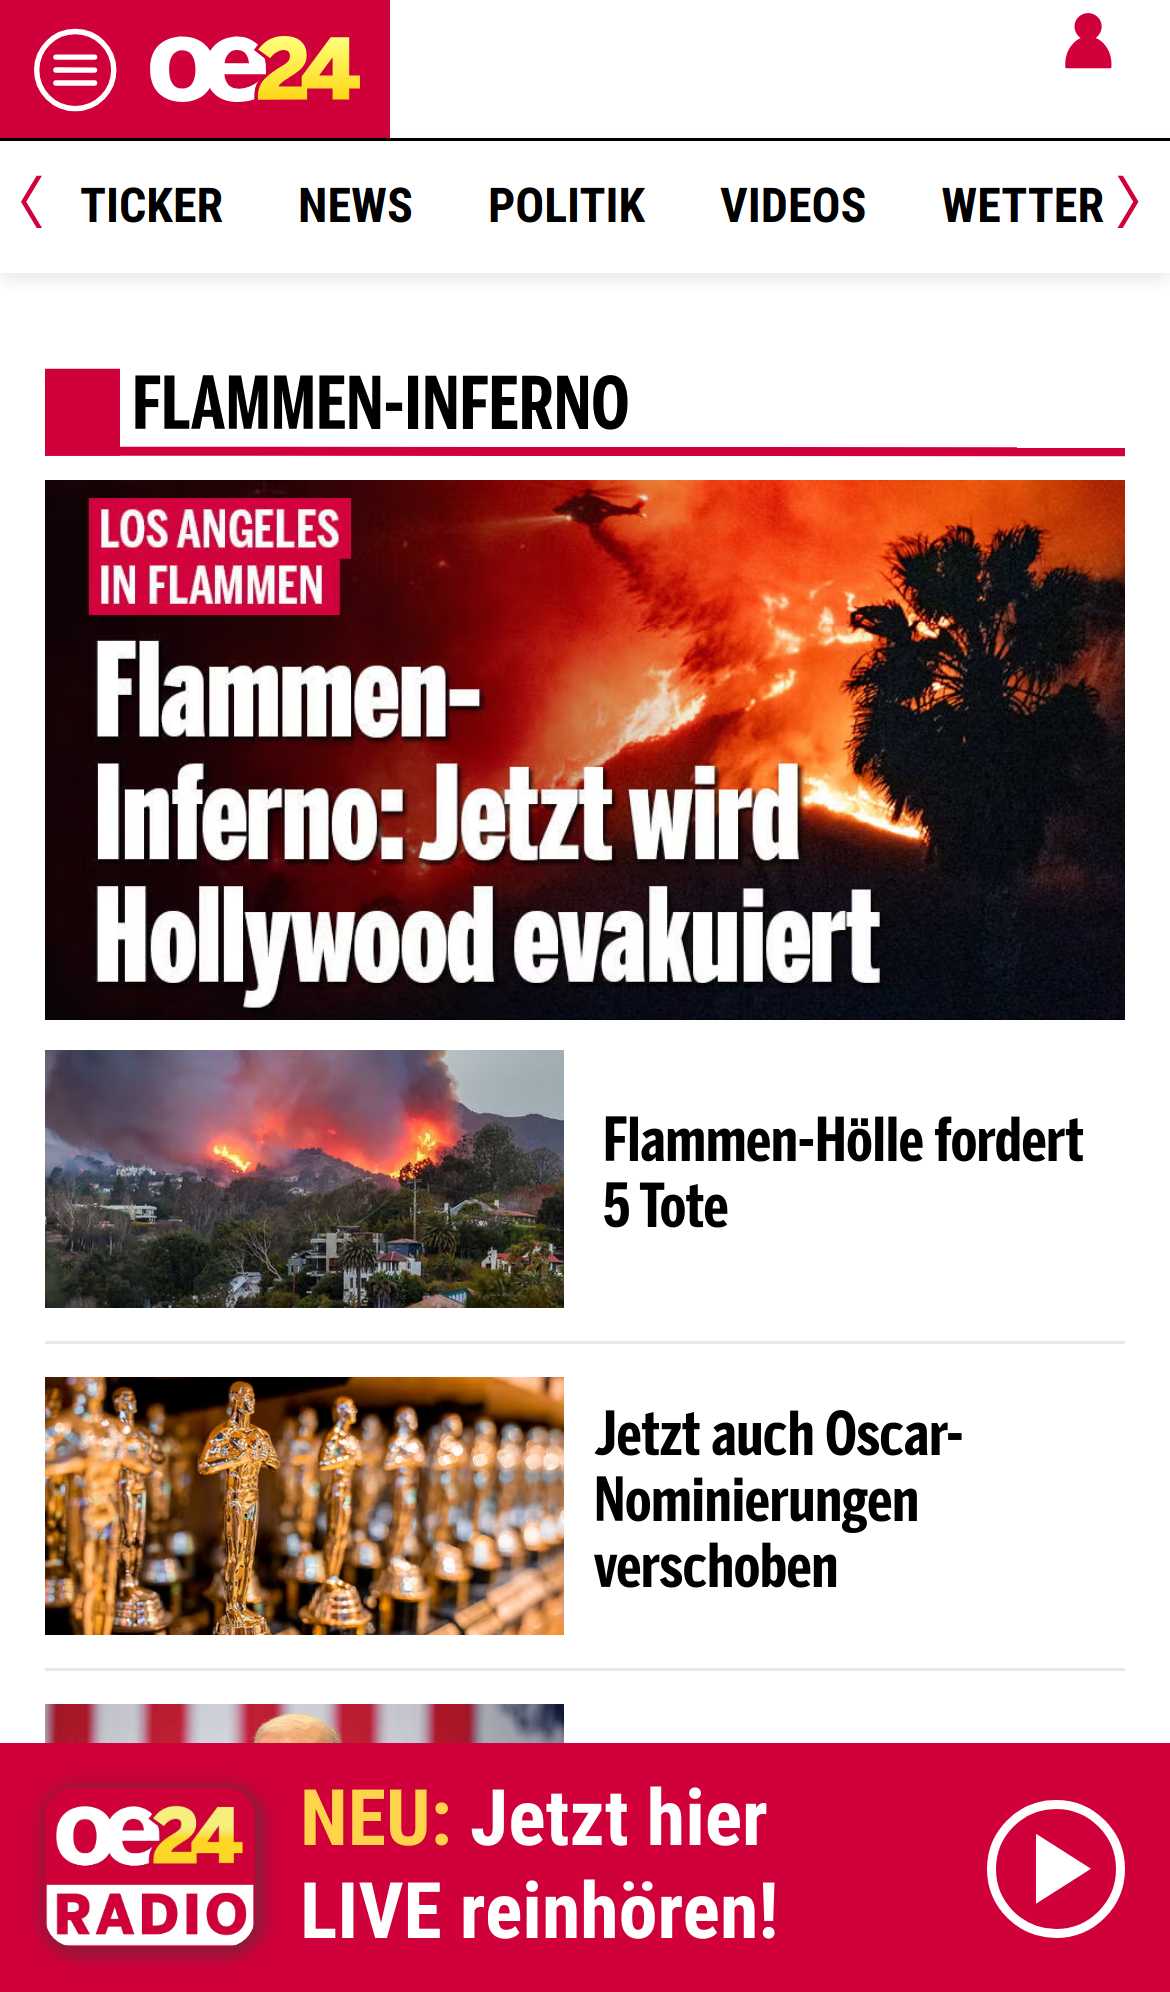 oe24
TICKER NEWS POLITIK VIDEOS WETTER
FLAMMEN-INFERNO
LOS ANGELES
IN FLAMMEN
Flammen-
Inferno: Jetzt wird
Hollywood evakuiert
Flammen-Hölle fordert
5 Tote
Jetzt auch Oscar-
Nominierungen
verschoben
oe24
RADIO
NEU: Jetzt hier
LIVE reinhören!